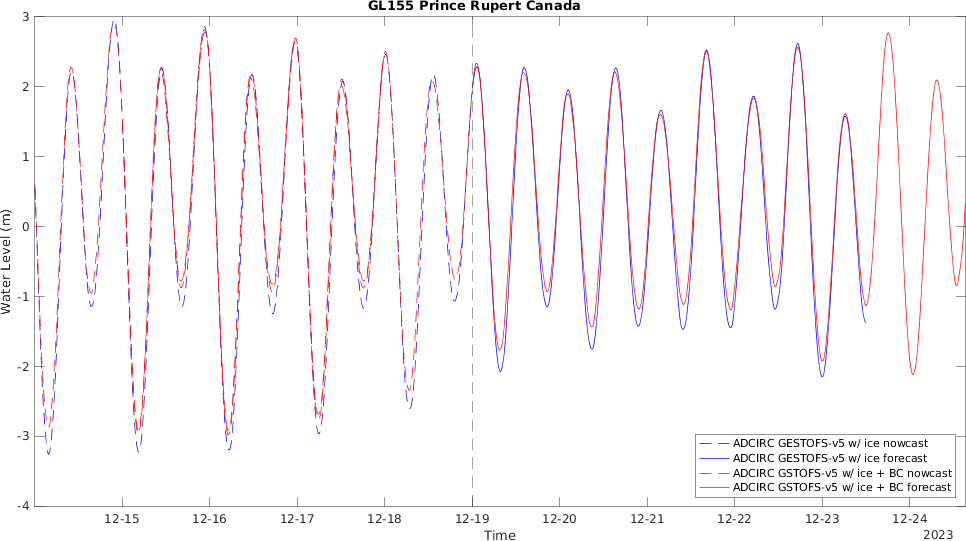 GL155 Prince Rupert Canada
Water Level (m)
3
2
1
0
-1
-2
-3
-4
ADCIRC GESTOFS-v5 w/ ice nowcast
ADCIRC GESTOFS-v5 w/ ice forecast
ADCIRC GSTOFS-v5 w/ ice + BC nowcast
ADCIRC GSTOFS-v5 w/ ice + BC forecast
12-15 12-16 12-17 12-18 12-19 12-20 12-21 12-22 12-23 12-24
Time
2023